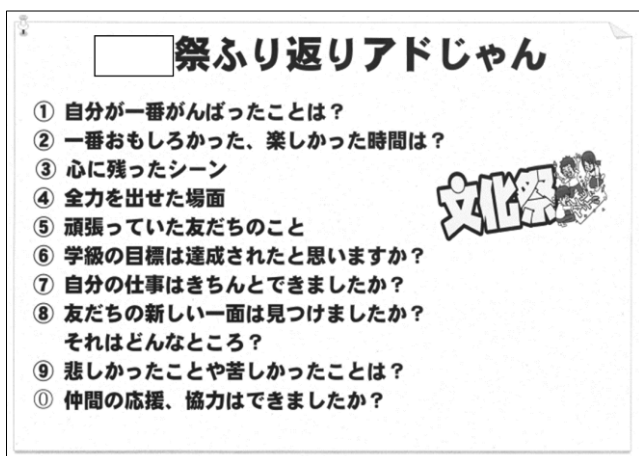 祭ふり返りアドじゃん
① 自分が一番がんばったことは？
② 一番おもしろかった、楽しかった時間は？
③ 心に残ったシーン
④ 全力を出せた場面
⑤ 頑張っていた友だちのこと
文化祭
⑥ 学級の目標は達成されたと思いますか？
⑦ 自分の仕事はきちんとできましたか？
⑧ 友だちの新しい一面は見つけましたか？
それはどんなところ？
⑨ 悲しかったことや苦しかったことは？
⓪ 仲間の応援、協力はできましたか？